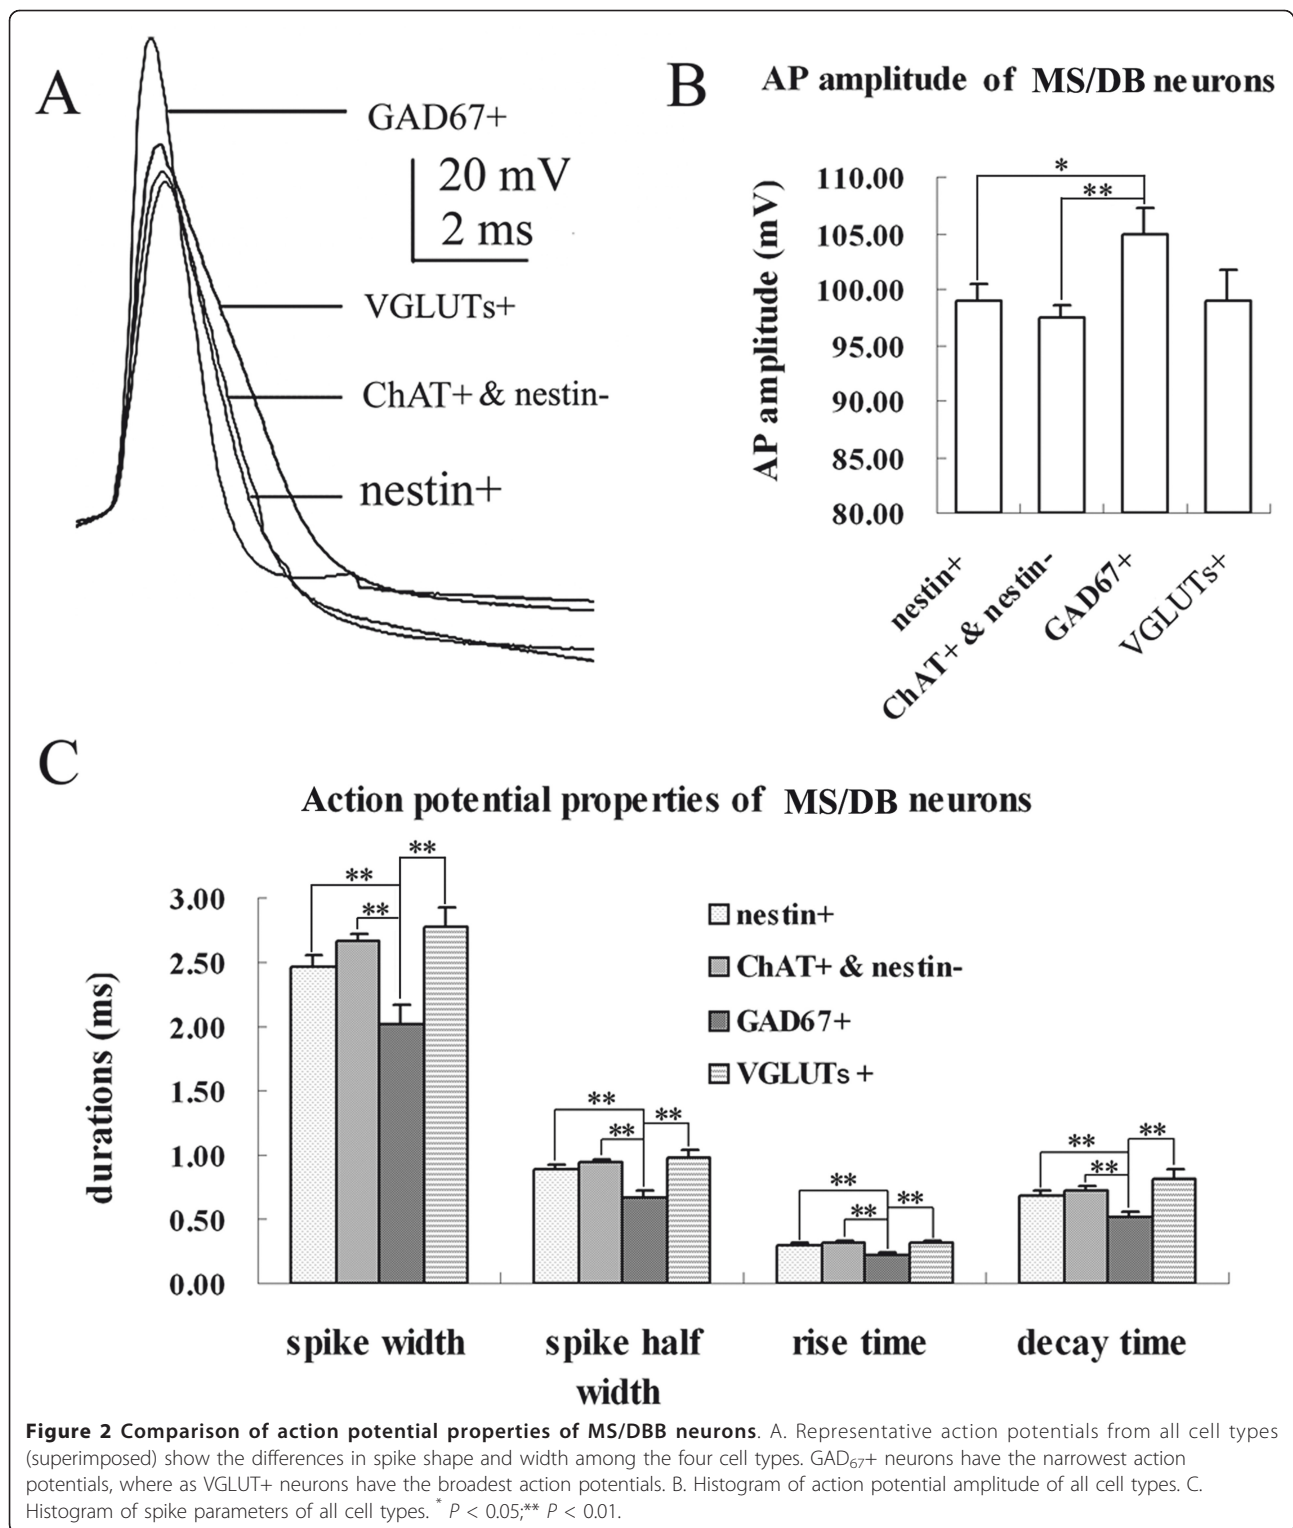 A
GAD67+
20 mV
2 ms
VGLUTs+
ChAT+ & nestin-
nestin+
B
AP amplitude of MS/DB neurons
AP amplitude (mV)
110.00
105.00
100.00
95.00
90.00
85.00
80.00
*
**
nestin+
ChAT+ & nestin-
GAD67+
VGLUTs+
C
Action potential properties of MS/DB neurons
durations (ms)
3.00
2.50
2.00
1.50
1.00
0.50
0.00
**
**
**
**
**
**
**
**
**
**
**
**
nestin+
ChAT+ & nestin-
GAD67+
VGLUTs +
spike width
spike half
width
rise time
decay time
Figure 2 Comparison of action potential properties of MS/DBB neurons. A. Representative action potentials from all cell types
(superimposed) show the differences in spike shape and width among the four cell types. GAD67+ neurons have the narrowest action
potentials, where as VGLUT+ neurons have the broadest action potentials. B. Histogram of action potential amplitude of all cell types. C.
Histogram of spike parameters of all cell types. * P < 0.05;** P < 0.01.